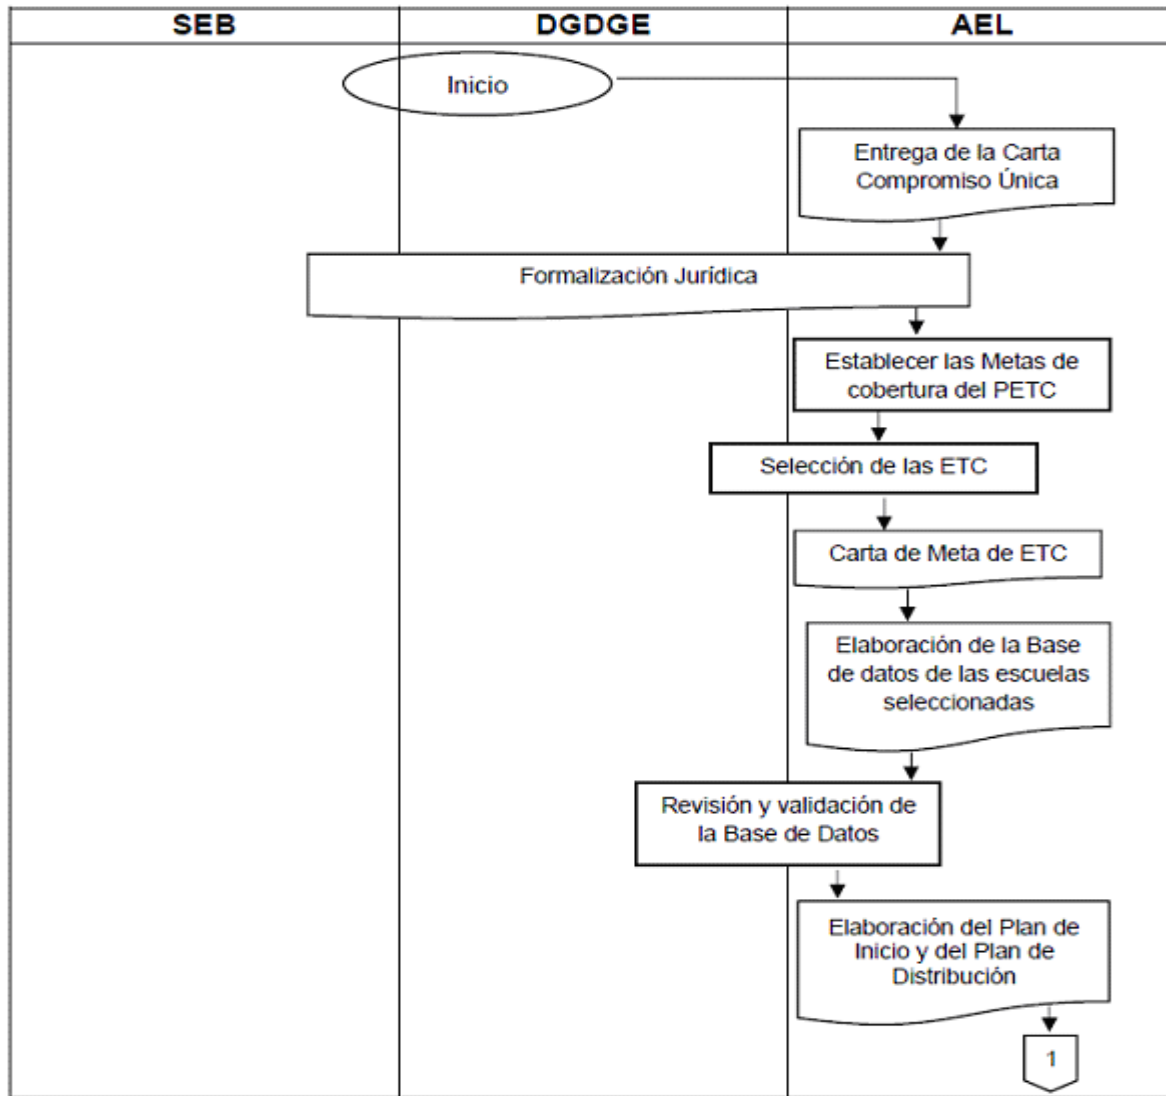 SEB DGDGE AEL
Inicio
Entrega de la Carta
Compromiso Única
Formalización Jurídica
Establecer las Metas de
cobertura del PETC
Selección de las ETC
Carta de Meta de ETC
Elaboración de la Base
de datos de las escuelas
seleccionadas
Revisión y validación de
la Base de Datos
Elaboración del Plan de
Inicio y del Plan de
Distribución
1